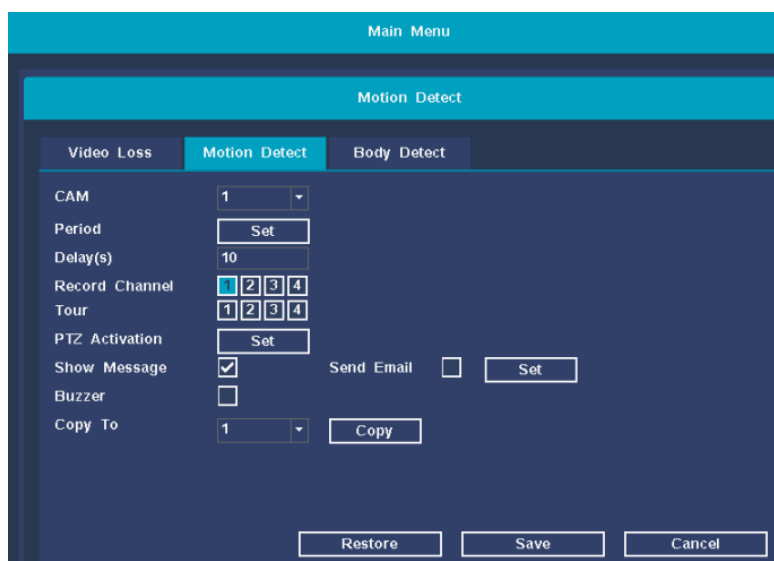 Main Menu
Motion Detect
Video Loss Motion Detect Body Detect
CAM 1
Period Set
Delay(s) 10
Record Channel 1 2 3 4
Tour 1 2 3 4
PTZ Activation Set
Show Message Send Email Set
Buzzer
Copy To 1 Copy
Restore Save Cancel